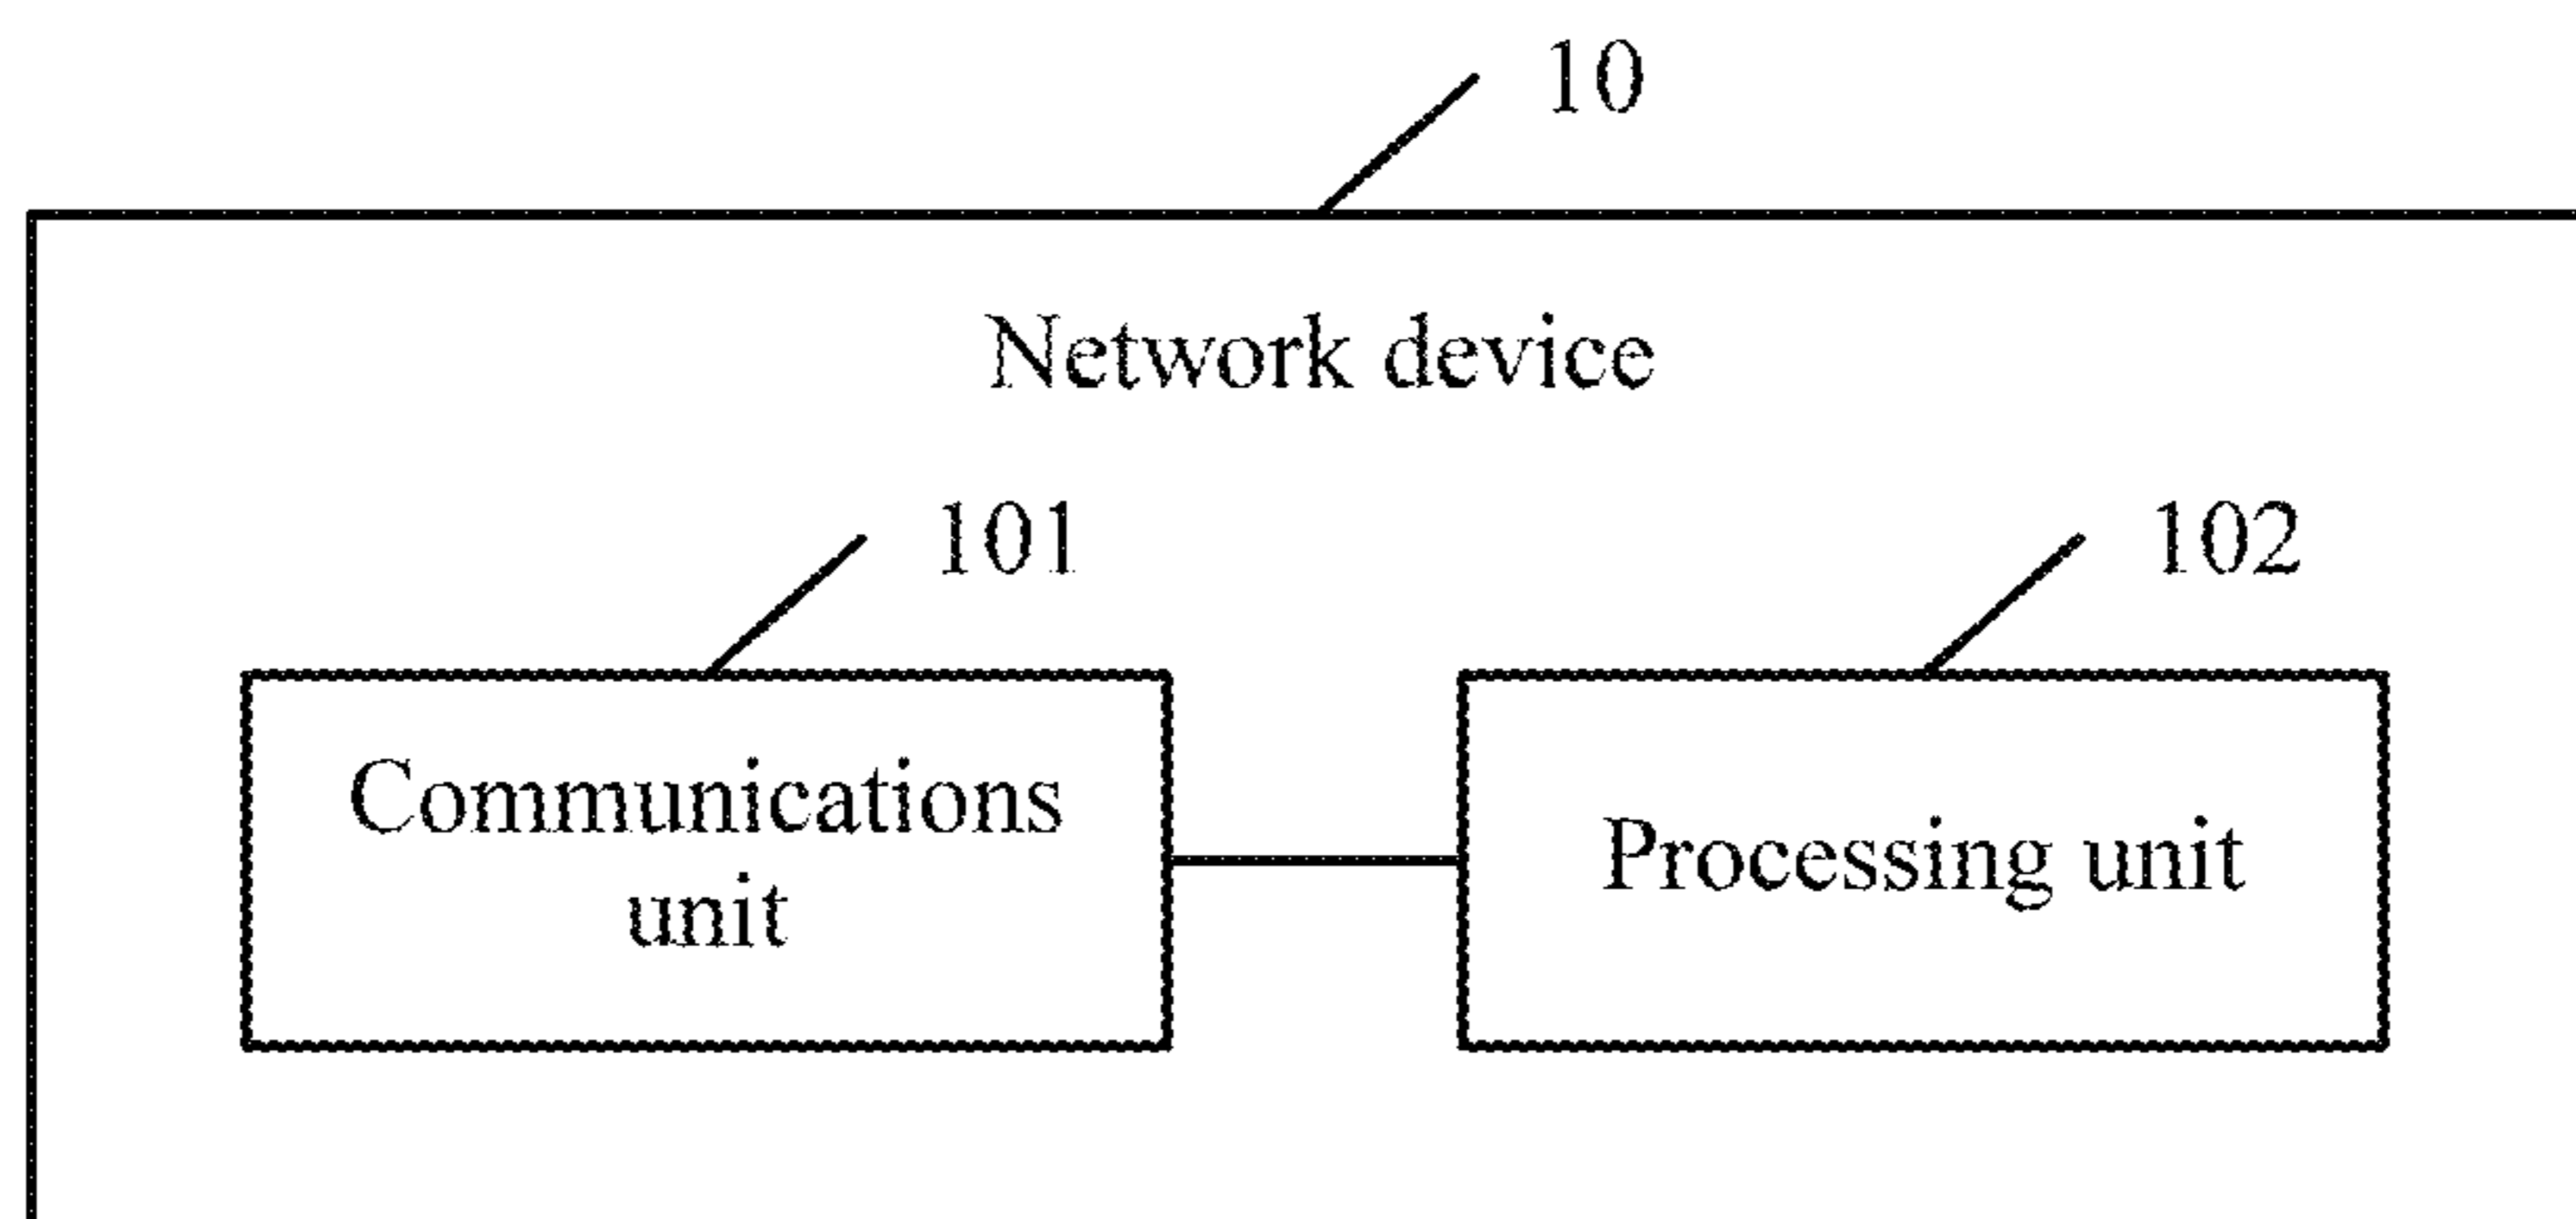 10
Network device
101
102
Communications
unit
Processing unit